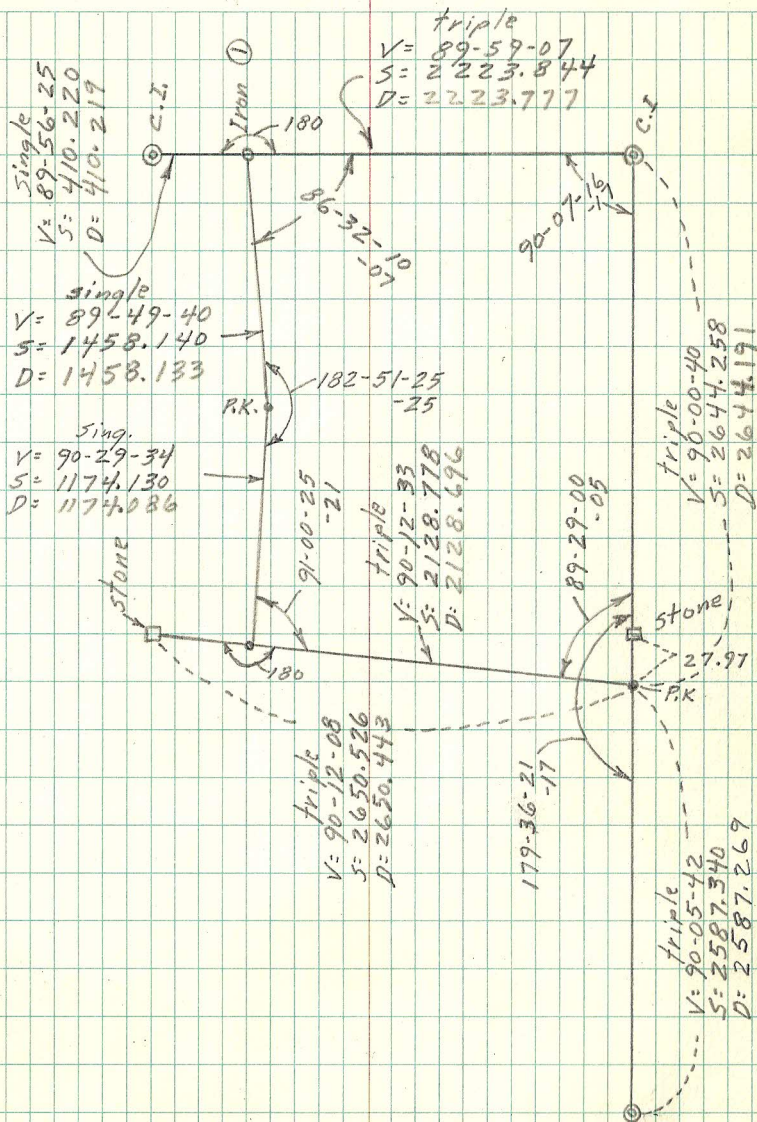 triple
V= 89-59-07
S= 2223.844
D= 2223.777
Single
V= 89-56-25
S= 410.220
D= 410.219
C.I.
Iron ①
180
C.I
86-32-10
-07
90-07-16
-17
single
V= 89-49-40
S= 1458.140
D= 1458.133
P.K.
182-51-25
-25
Sing.
V= 90-29-34
S= 1174.130
D= 1174.086
stone
91-00-25
-21
triple
V= 90-12-33
S= 2128.778
D= 2128.696
89-29-00
-05
triple
V= 90-00-40
S= 2644.258
D= 2644.191
stone
27.97
P.K
180
triple
V= 90-12-08
S= 2650.526
D= 2650.443
179-36-21
-17
triple
V= 90-05-42
S= 2587.340
D= 2587.269